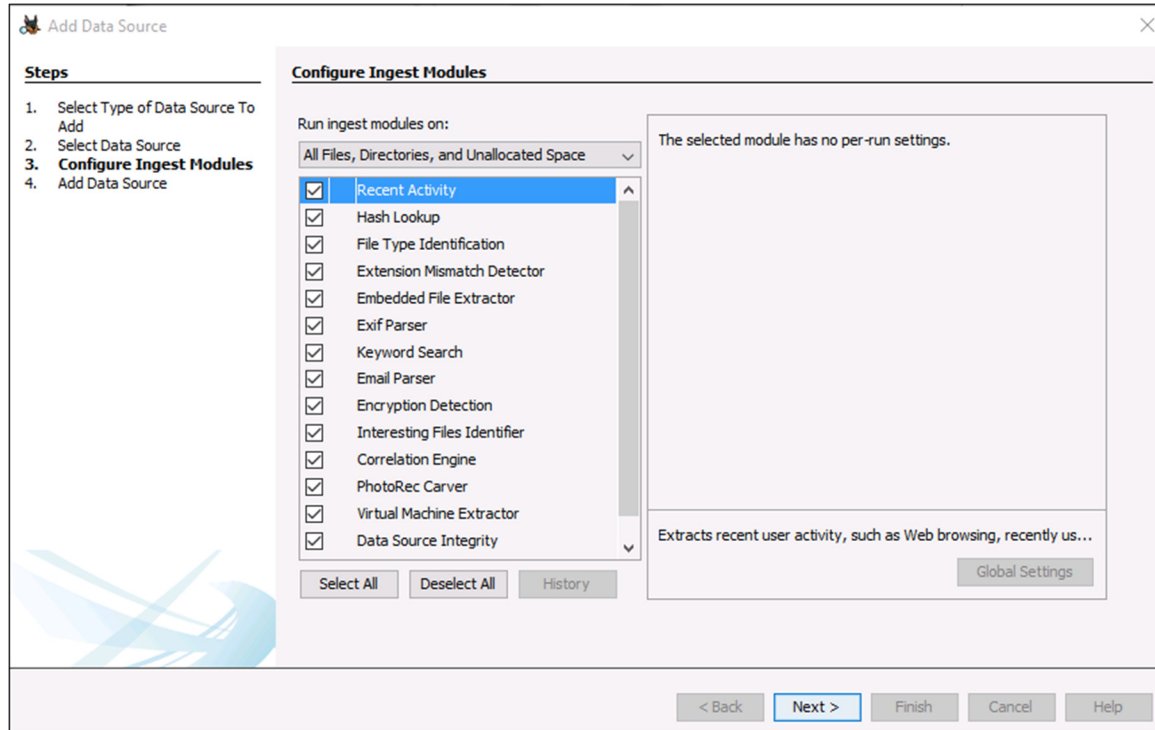 Add Data Source
Steps
1. Select Type of Data Source To
Add
2. Select Data Source
3. Configure Ingest Modules
4. Add Data Source
Configure Ingest Modules
Run ingest modules on:
All Files, Directories, and Unallocated Space
Recent Activity
Hash Lookup
File Type Identification
Extension Mismatch Detector
Embedded File Extractor
Exif Parser
Keyword Search
Email Parser
Encryption Detection
Interesting Files Identifier
Correlation Engine
PhotoRec Carver
Virtual Machine Extractor
Data Source Integrity
Select All Deselect All History
The selected module has no per-run settings.
Extracts recent user activity, such as Web browsing, recently us...
Global Settings
< Back Next > Finish Cancel Help